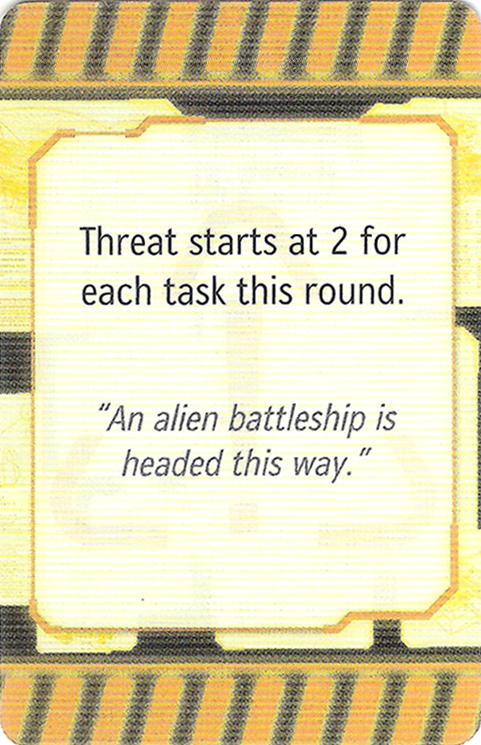 Threat starts at 2 for
each task this round.
“An alien battleship is
headed this way.”